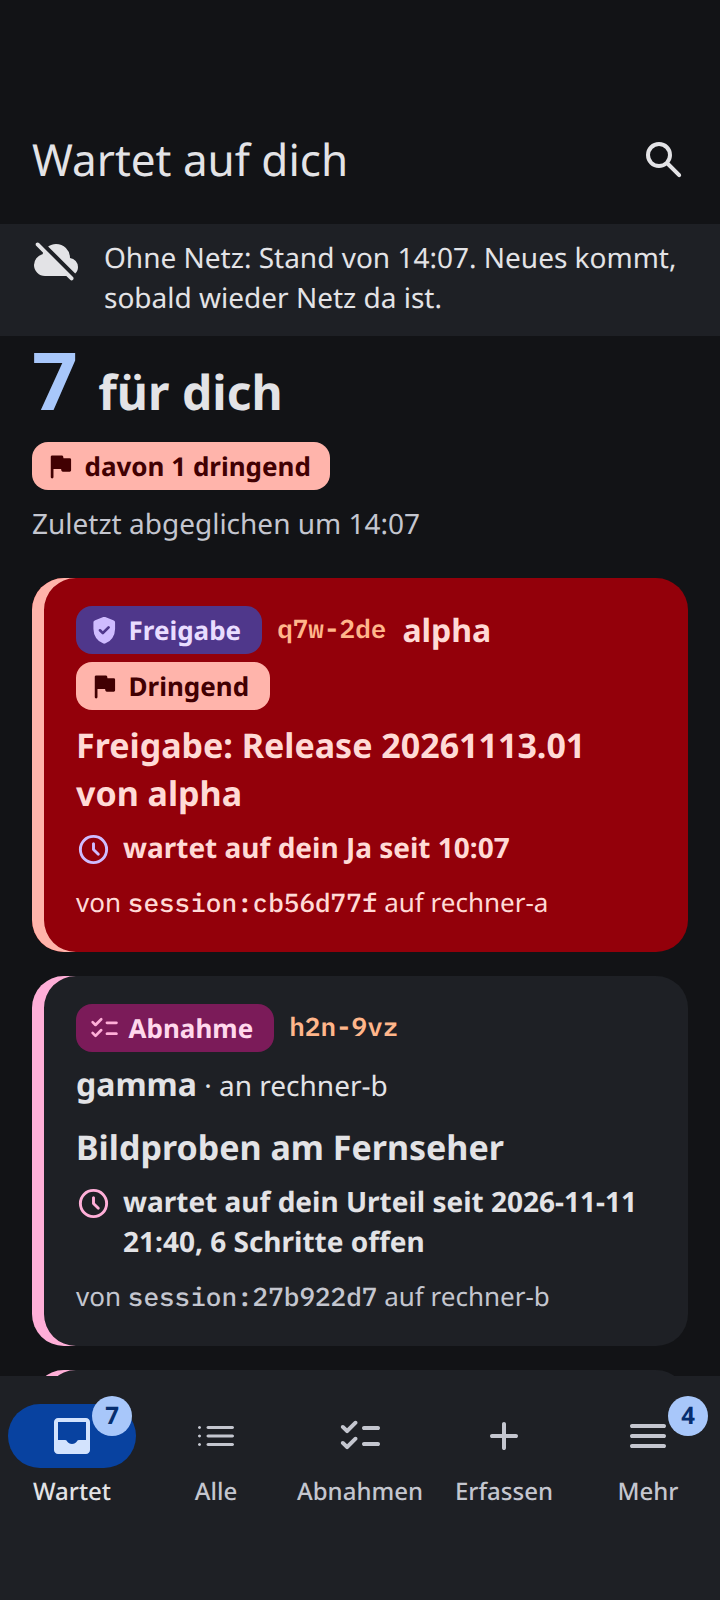 Wartet auf dich
Ohne Netz: Stand von 14:07. Neues kommt,
sobald wieder Netz da ist.
7 für dich
davon 1 dringend
Zuletzt abgeglichen um 14:07
Freigabe q7w-2de alpha
Dringend
Freigabe: Release 20261113.01
von alpha
wartet auf dein Ja seit 10:07
von session:cb56d77f auf rechner-a
Abnahme h2n-9vz
gamma · an rechner-b
Bildproben am Fernseher
wartet auf dein Urteil seit 2026-11-11
21:40, 6 Schritte offen
von session:27b922d7 auf rechner-b
7 4
Wartet Alle Abnahmen Erfassen Mehr